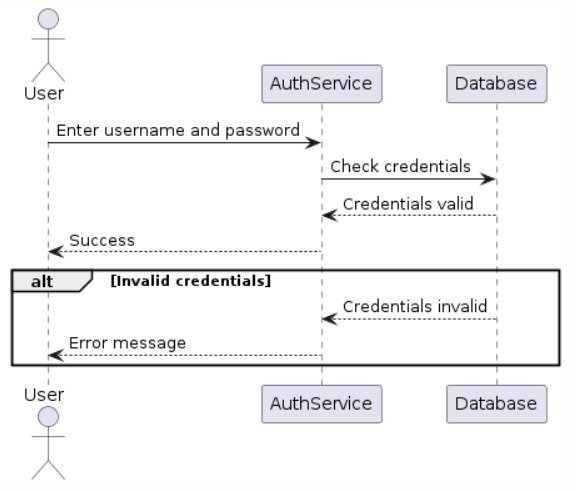 User
AuthService
Database
Enter username and password
Check credentials
Credentials valid
Success
alt
[Invalid credentials]
Credentials invalid
Error message
User
AuthService
Database